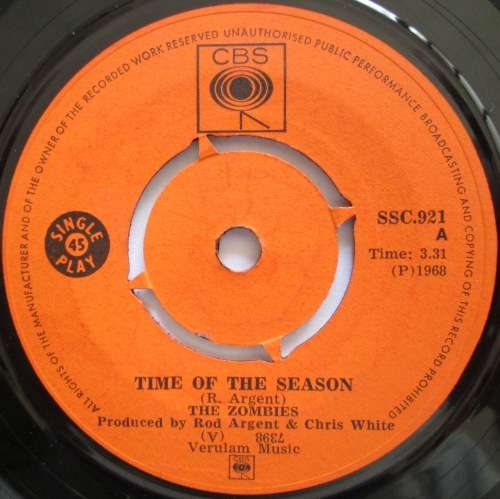 ALL RIGHTS OF THE MANUFACTURER AND OF THE OWNER OF THE RECORDED WORK RESERVED UNAUTHORISED PUBLIC PERFORMANCE BROADCASTING AND COPYING OF THIS RECORD PROHIBITED
CBS
SINGLE
45
PLAY
SSC.921
A
Time: 3.31
(P)1968
TIME OF THE SEASON
(R. Argent)
THE ZOMBIES
Produced by Rod Argent & Chris White
(V) 7398
Verulam Music
CBS